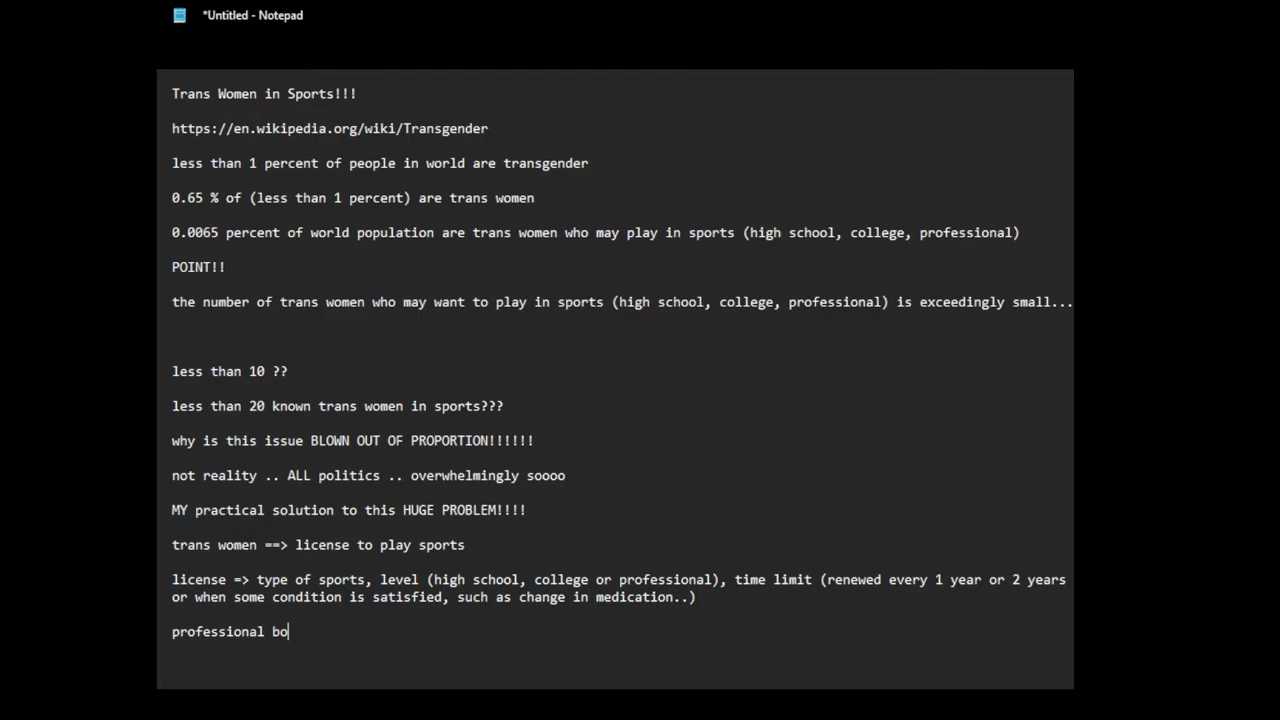 *Untitled - Notepad
Trans Women in Sports!!!
https://en.wikipedia.org/wiki/Transgender
less than 1 percent of people in world are transgender
0.65 % of (less than 1 percent) are trans women
0.0065 percent of world population are trans women who may play in sports (high school, college, professional)
POINT!!
the number of trans women who may want to play in sports (high school, college, professional) is exceedingly small...
less than 10 ??
less than 20 known trans women in sports???
why is this issue BLOWN OUT OF PROPORTION!!!!!!
not reality .. ALL politics .. overwhelmingly soooo
MY practical solution to this HUGE PROBLEM!!!!
trans women ==> license to play sports
license => type of sports, level (high school, college or professional), time limit (renewed every 1 year or 2 years
or when some condition is satisfied, such as change in medication..)
professional bo